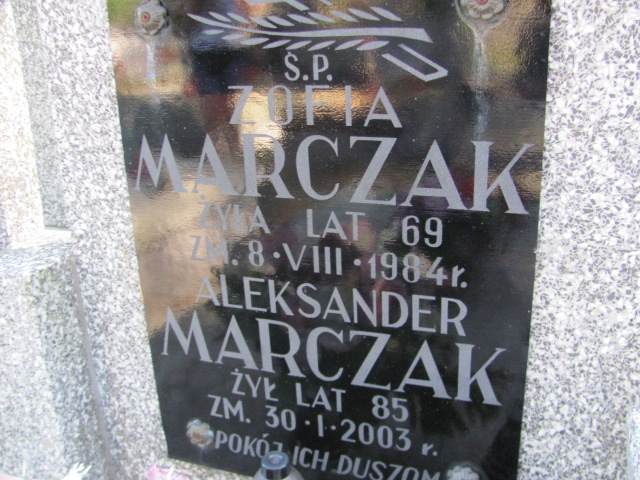 Ś.P.
ZOFIA
MARCZAK
ŻYŁA LAT 69
ZM. 8·VIII·1984r.
ALEKSANDER
MARCZAK
ŻYŁ LAT 85
ZM. 30·I·2003 r.
POKÓJ ICH DUSZOM